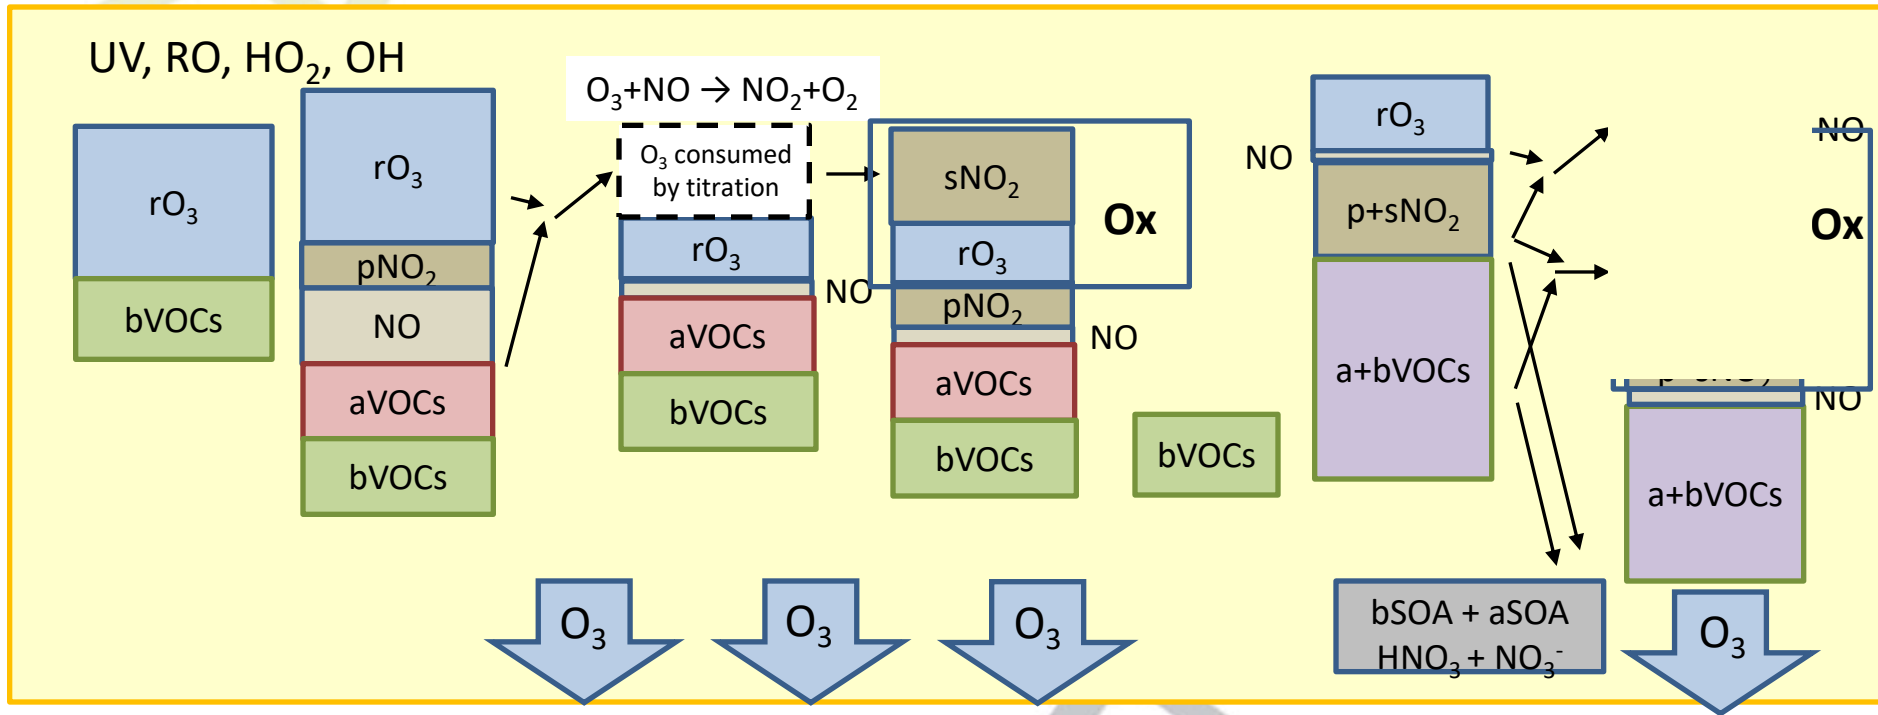 UV, RO, HO₂, OH
rO₃
bVOCs
rO₃
pNO₂
NO
aVOCs
bVOCs
O₃+NO → NO₂+O₂
O₃ consumed
by titration
rO₃
NO
aVOCs
bVOCs
sNO₂
Ox
rO₃
pNO₂
NO
aVOCs
bVOCs
bVOCs
rO₃
NO
p+sNO₂
a+bVOCs
NO
Ox
NO
a+bVOCs
bSOA + aSOA
HNO₃ + NO₃⁻
O₃
O₃
O₃
O₃